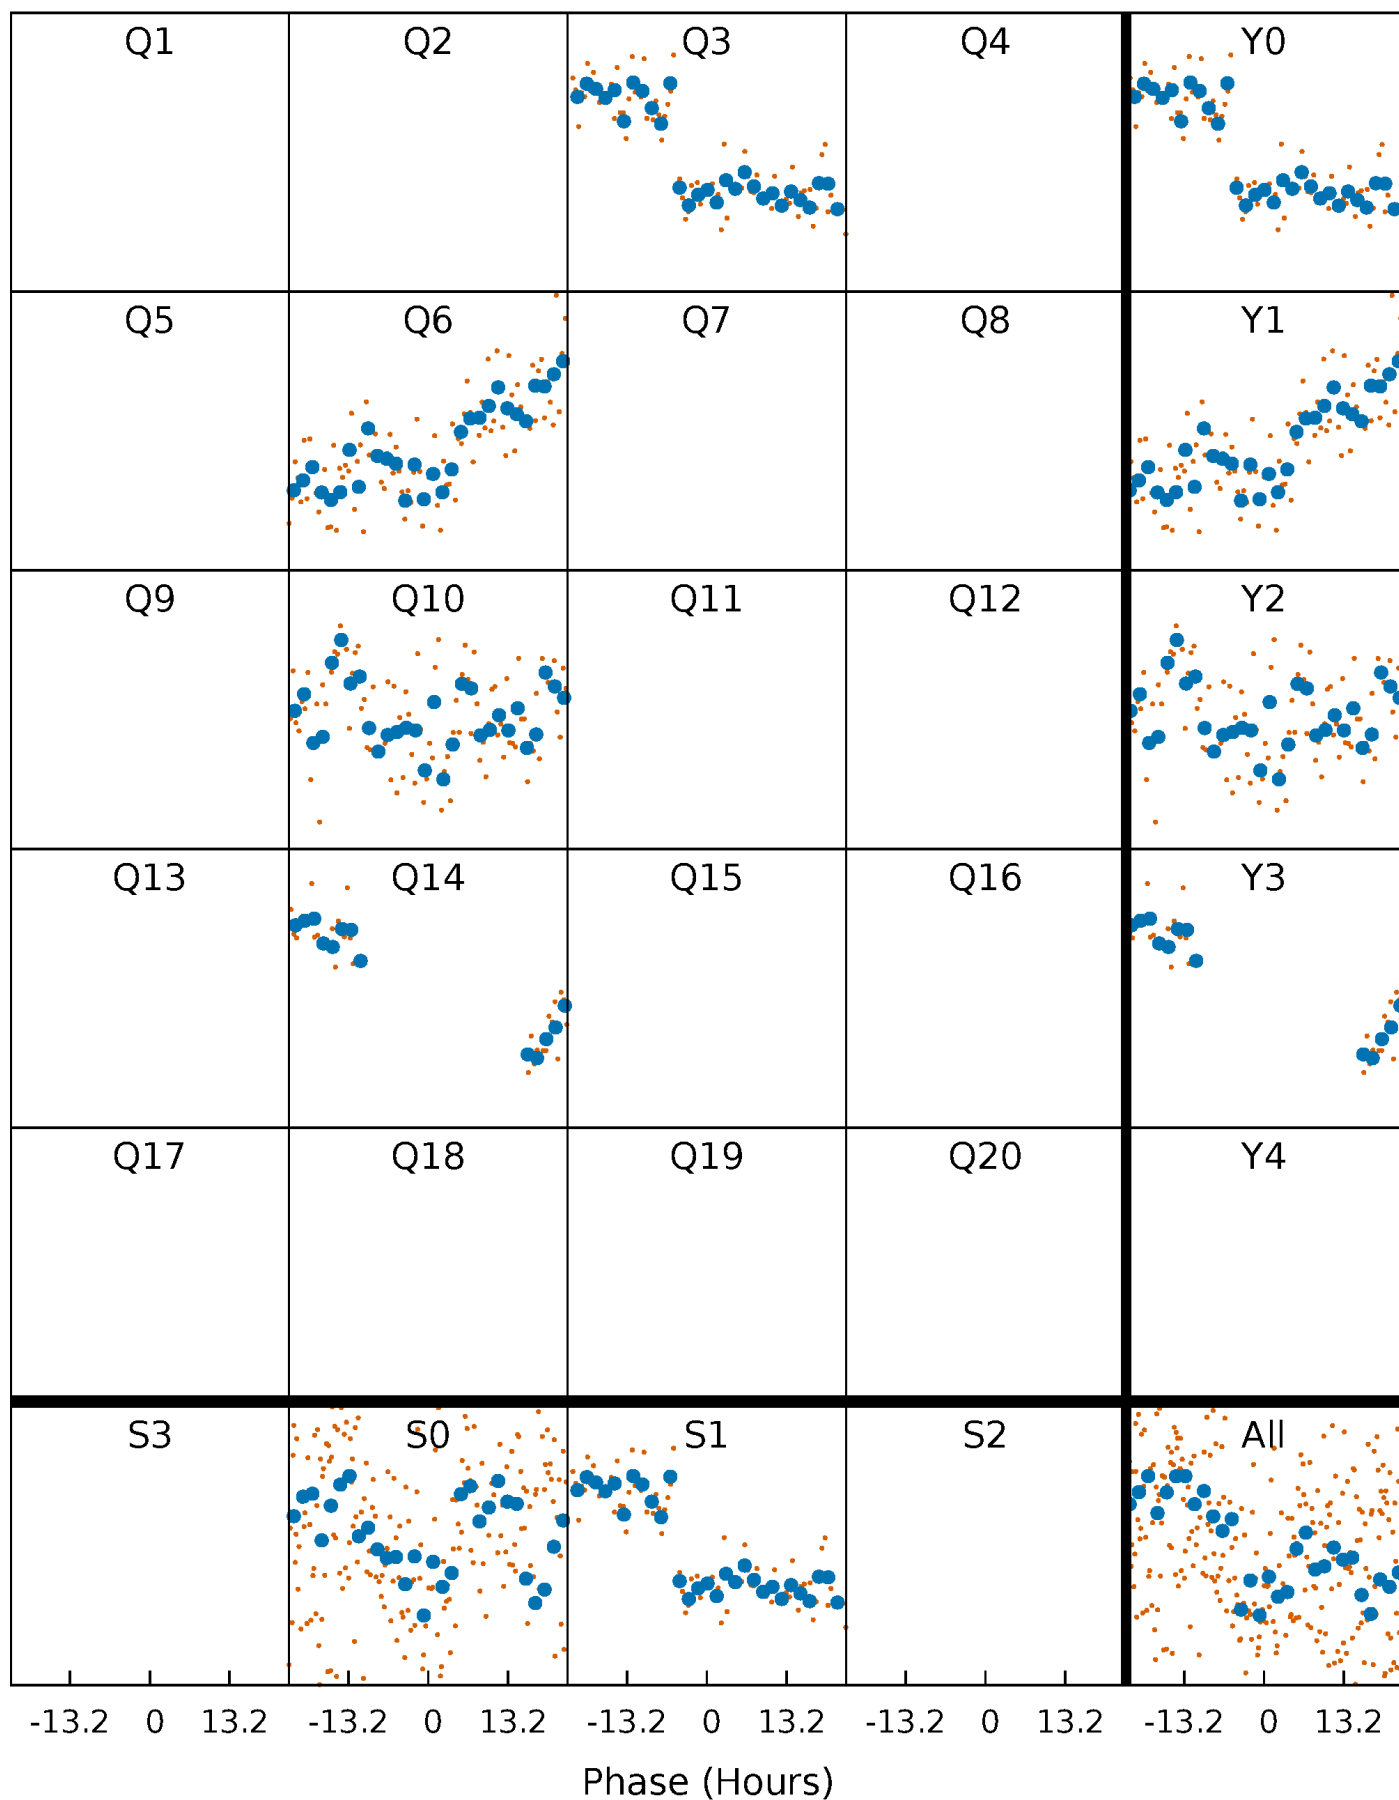 Q1 Q2 Q3 Q4 Y0
Q5 Q6 Q7 Q8 Y1
Q9 Q10 Q11 Q12 Y2
Q13 Q14 Q15 Q16 Y3
Q17 Q18 Q19 Q20 Y4
S3 S0 S1 S2 All
-13.2 0 13.2 -13.2 0 13.2 -13.2 0 13.2 -13.2 0 13.2 -13.2 0 13.2
Phase (Hours)